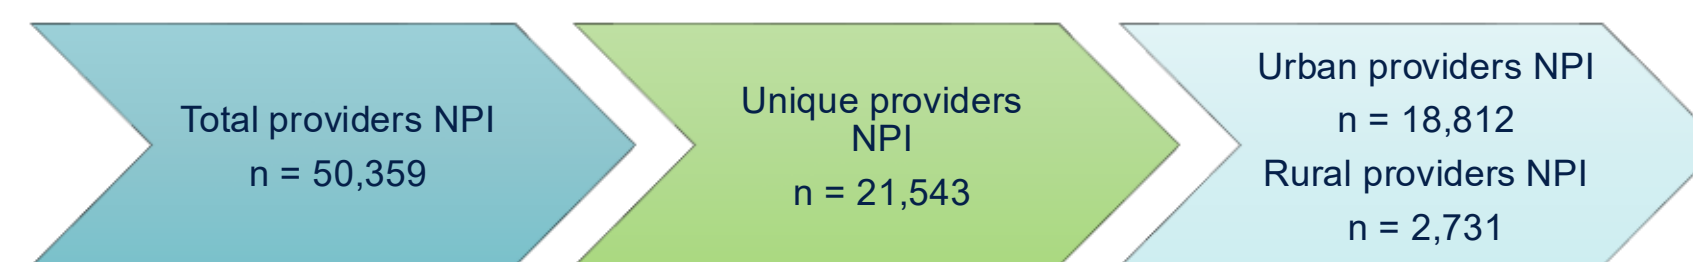 Total providers NPI
n = 50,359
Unique providers
NPI
n = 21,543
Urban providers NPI
n = 18,812
Rural providers NPI
n = 2,731